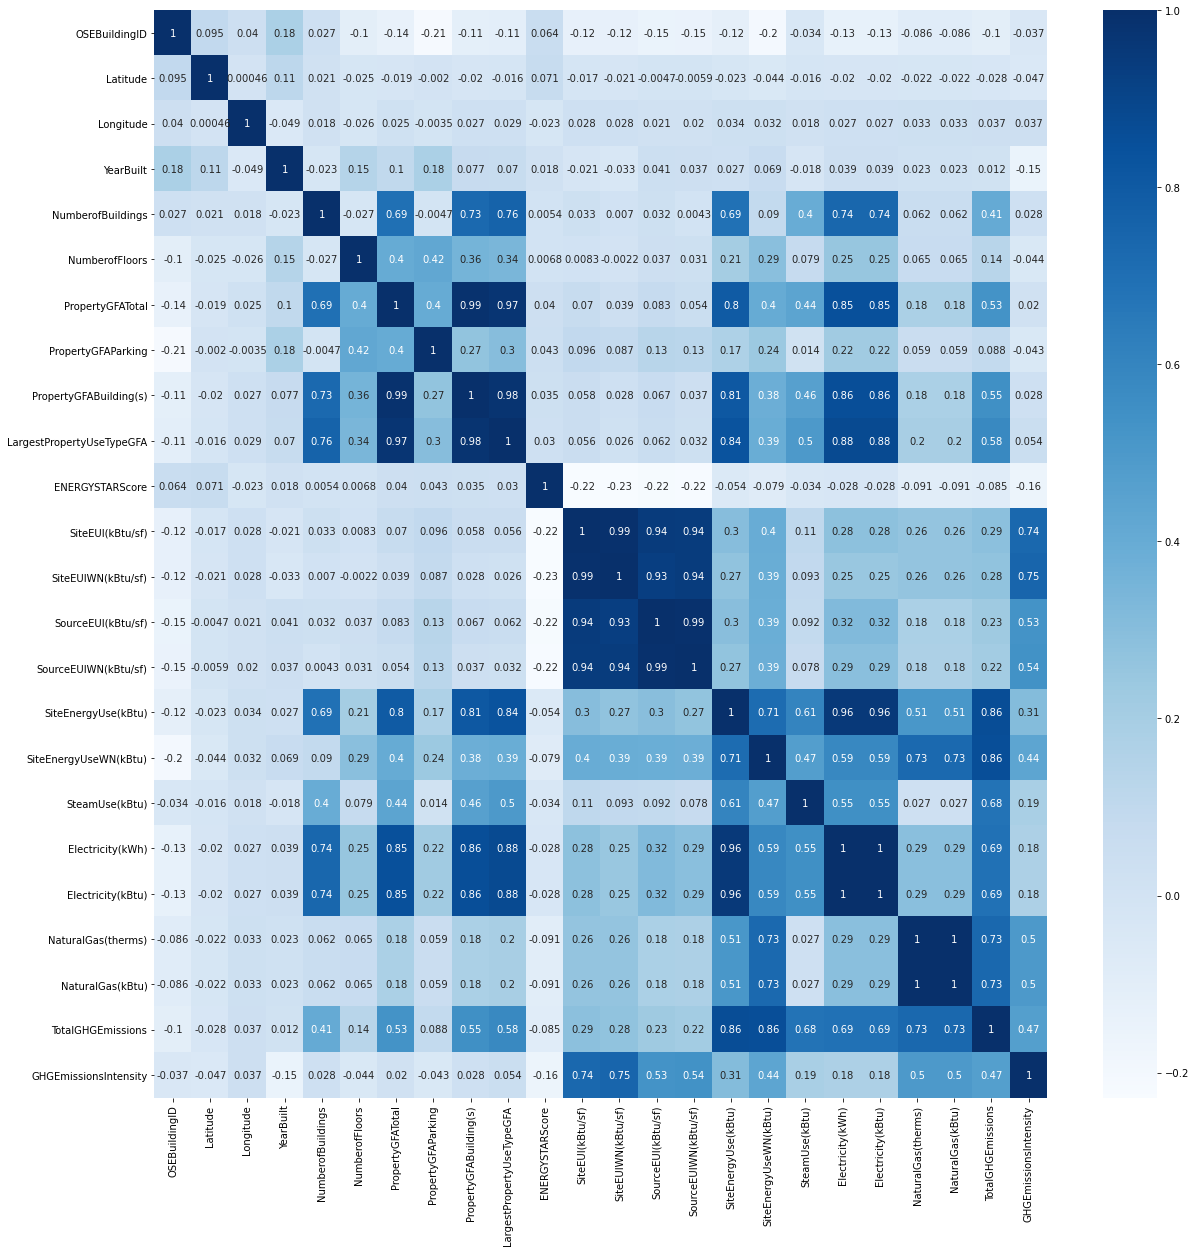 OSEBuildingID 1 0.095 0.04 0.18 0.027 -0.1 -0.14 -0.21 -0.11 -0.11 0.064 -0.12 -0.12 -0.15 -0.15 -0.12 -0.2 -0.034 -0.13 -0.13 -0.086 -0.086 -0.1 -0.037
Latitude 0.095 1 0.00046 0.11 0.021 -0.025 -0.019 -0.002 -0.02 -0.016 0.071 -0.017 -0.021 -0.0047 -0.0059 -0.023 -0.044 -0.016 -0.02 -0.02 -0.022 -0.022 -0.028 -0.047
Longitude 0.04 0.00046 1 -0.049 0.018 -0.026 0.025 -0.0035 0.027 0.029 -0.023 0.028 0.028 0.021 0.02 0.034 0.032 0.018 0.027 0.027 0.033 0.033 0.037 0.037
YearBuilt 0.18 0.11 -0.049 1 -0.023 0.15 0.1 0.18 0.077 0.07 0.018 -0.021 -0.033 0.041 0.037 0.027 0.069 -0.018 0.039 0.039 0.023 0.023 0.012 -0.15
NumberofBuildings 0.027 0.021 0.018 -0.023 1 -0.027 0.69 -0.0047 0.73 0.76 0.0054 0.033 0.007 0.032 0.0043 0.69 0.09 0.4 0.74 0.74 0.062 0.062 0.41 0.028
NumberofFloors -0.1 -0.025 -0.026 0.15 -0.027 1 0.4 0.42 0.36 0.34 0.0068 0.0083 -0.0022 0.037 0.031 0.21 0.29 0.079 0.25 0.25 0.065 0.065 0.14 -0.044
PropertyGFATotal -0.14 -0.019 0.025 0.1 0.69 0.4 1 0.4 0.99 0.97 0.04 0.07 0.039 0.083 0.054 0.8 0.4 0.44 0.85 0.85 0.18 0.18 0.53 0.02
PropertyGFAParking -0.21 -0.002 -0.0035 0.18 -0.0047 0.42 0.4 1 0.27 0.3 0.043 0.096 0.087 0.13 0.13 0.17 0.24 0.014 0.22 0.22 0.059 0.059 0.088 -0.043
PropertyGFABuilding(s) -0.11 -0.02 0.027 0.077 0.73 0.36 0.99 0.27 1 0.98 0.035 0.058 0.028 0.067 0.037 0.81 0.38 0.46 0.86 0.86 0.18 0.18 0.55 0.028
LargestPropertyUseTypeGFA -0.11 -0.016 0.029 0.07 0.76 0.34 0.97 0.3 0.98 1 0.03 0.056 0.026 0.062 0.032 0.84 0.39 0.5 0.88 0.88 0.2 0.2 0.58 0.054
ENERGYSTARScore 0.064 0.071 -0.023 0.018 0.0054 0.0068 0.04 0.043 0.035 0.03 1 -0.22 -0.23 -0.22 -0.22 -0.054 -0.079 -0.034 -0.028 -0.028 -0.091 -0.091 -0.085 -0.16
SiteEUI(kBtu/sf) -0.12 -0.017 0.028 -0.021 0.033 0.0083 0.07 0.096 0.058 0.056 -0.22 1 0.99 0.94 0.94 0.3 0.4 0.11 0.28 0.28 0.26 0.26 0.29 0.74
SiteEUIWN(kBtu/sf) -0.12 -0.021 0.028 -0.033 0.007 -0.0022 0.039 0.087 0.028 0.026 -0.23 0.99 1 0.93 0.94 0.27 0.39 0.093 0.25 0.25 0.26 0.26 0.28 0.75
SourceEUI(kBtu/sf) -0.15 -0.0047 0.021 0.041 0.032 0.037 0.083 0.13 0.067 0.062 -0.22 0.94 0.93 1 0.99 0.3 0.39 0.092 0.32 0.32 0.18 0.18 0.23 0.53
SourceEUIWN(kBtu/sf) -0.15 -0.0059 0.02 0.037 0.0043 0.031 0.054 0.13 0.037 0.032 -0.22 0.94 0.94 0.99 1 0.27 0.39 0.078 0.29 0.29 0.18 0.18 0.22 0.54
SiteEnergyUse(kBtu) -0.12 -0.023 0.034 0.027 0.69 0.21 0.8 0.17 0.81 0.84 -0.054 0.3 0.27 0.3 0.27 1 0.71 0.61 0.96 0.96 0.51 0.51 0.86 0.31
SiteEnergyUseWN(kBtu) -0.2 -0.044 0.032 0.069 0.09 0.29 0.4 0.24 0.38 0.39 -0.079 0.4 0.39 0.39 0.39 0.71 1 0.47 0.59 0.59 0.73 0.73 0.86 0.44
SteamUse(kBtu) -0.034 -0.016 0.018 -0.018 0.4 0.079 0.44 0.014 0.46 0.5 -0.034 0.11 0.093 0.092 0.078 0.61 0.47 1 0.55 0.55 0.027 0.027 0.68 0.19
Electricity(kWh) -0.13 -0.02 0.027 0.039 0.74 0.25 0.85 0.22 0.86 0.88 -0.028 0.28 0.25 0.32 0.29 0.96 0.59 0.55 1 1 0.29 0.29 0.69 0.18
Electricity(kBtu) -0.13 -0.02 0.027 0.039 0.74 0.25 0.85 0.22 0.86 0.88 -0.028 0.28 0.25 0.32 0.29 0.96 0.59 0.55 1 1 0.29 0.29 0.69 0.18
NaturalGas(therms) -0.086 -0.022 0.033 0.023 0.062 0.065 0.18 0.059 0.18 0.2 -0.091 0.26 0.26 0.18 0.18 0.51 0.73 0.027 0.29 0.29 1 1 0.73 0.5
NaturalGas(kBtu) -0.086 -0.022 0.033 0.023 0.062 0.065 0.18 0.059 0.18 0.2 -0.091 0.26 0.26 0.18 0.18 0.51 0.73 0.027 0.29 0.29 1 1 0.73 0.5
TotalGHGEmissions -0.1 -0.028 0.037 0.012 0.41 0.14 0.53 0.088 0.55 0.58 -0.085 0.29 0.28 0.23 0.22 0.86 0.86 0.68 0.69 0.69 0.73 0.73 1 0.47
GHGEmissionsIntensity -0.037 -0.047 0.037 -0.15 0.028 -0.044 0.02 -0.043 0.028 0.054 -0.16 0.74 0.75 0.53 0.54 0.31 0.44 0.19 0.18 0.18 0.5 0.5 0.47 1
OSEBuildingID
Latitude
Longitude
YearBuilt
NumberofBuildings
NumberofFloors
PropertyGFATotal
PropertyGFAParking
PropertyGFABuilding(s)
LargestPropertyUseTypeGFA
ENERGYSTARScore
SiteEUI(kBtu/sf)
SiteEUIWN(kBtu/sf)
SourceEUI(kBtu/sf)
SourceEUIWN(kBtu/sf)
SiteEnergyUse(kBtu)
SiteEnergyUseWN(kBtu)
SteamUse(kBtu)
Electricity(kWh)
Electricity(kBtu)
NaturalGas(therms)
NaturalGas(kBtu)
TotalGHGEmissions
GHGEmissionsIntensity
1.0
0.8
0.6
0.4
0.2
0.0
−0.2